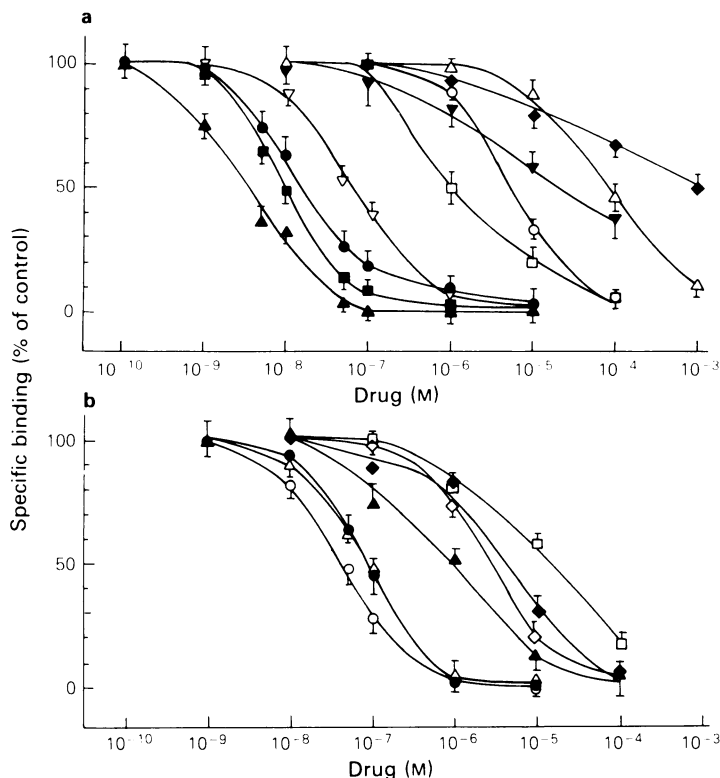 a
100
50
0
10⁻¹⁰ 10⁻⁹ 10⁻⁸ 10⁻⁷ 10⁻⁶ 10⁻⁵ 10⁻⁴ 10⁻³
Drug (M)
Specific binding (% of control)
b
100
50
0
10⁻¹⁰ 10⁻⁹ 10⁻⁸ 10⁻⁷ 10⁻⁶ 10⁻⁵ 10⁻⁴ 10⁻³
Drug (M)